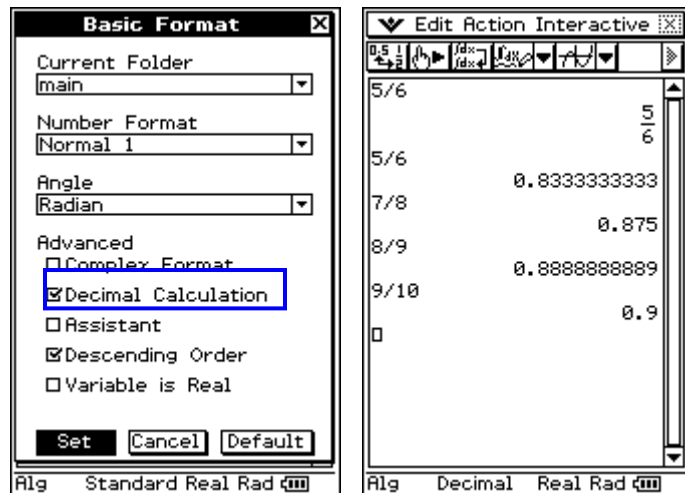 Basic Format
Current Folder
main
Number Format
Normal 1
Angle
Radian
Advanced
Complex Format
Decimal Calculation
Assistant
Descending Order
Variable is Real
Set Cancel Default
Alg Standard Real Rad
Edit Action Interactive
5/6
5
6
5/6
0.8333333333
7/8
0.875
8/9
0.8888888889
9/10
0.9
Alg Decimal Real Rad